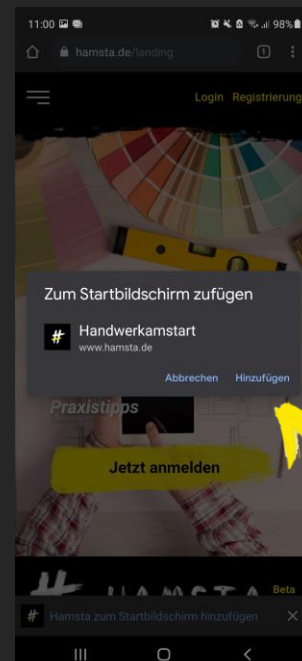 11:00
98%
hamsta.de/landing
1
Login Registrierung
Zum Startbildschirm zufügen
#
Handwerkamstart
www.hamsta.de
Abbrechen Hinzufügen
Praxistipps
Jetzt anmelden
# HAMSTA Beta
# Hamsta zum Startbildschirm hinzufügen